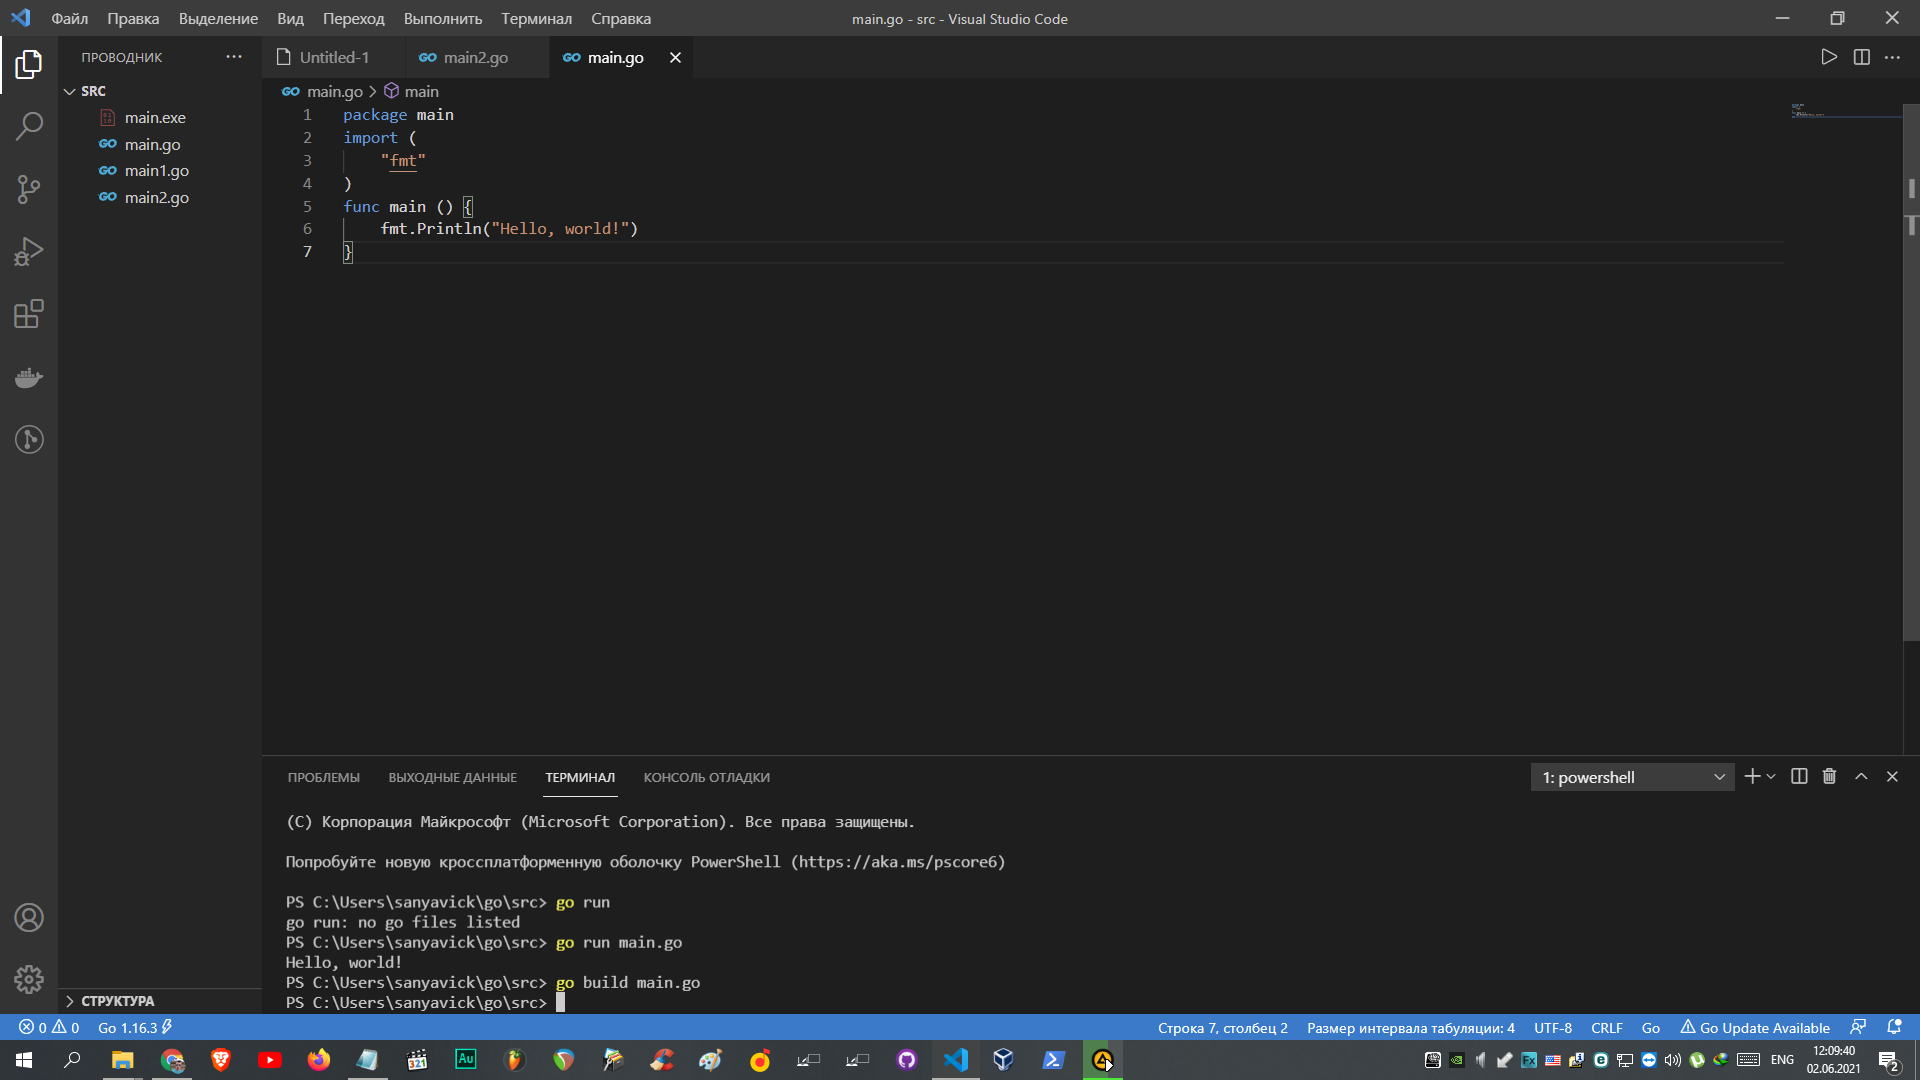 Файл Правка Выделение Вид Переход Выполнить Терминал Справка
main.go - src - Visual Studio Code
ПРОВОДНИК
Untitled-1
main2.go
main.go
SRC
main.exe
main.go
main1.go
main2.go
main.go > main
1 package main
2 import (
3 "fmt"
4 )
5 func main () {
6 fmt.Println("Hello, world!")
7 }
ПРОБЛЕМЫ ВЫХОДНЫЕ ДАННЫЕ ТЕРМИНАЛ КОНСОЛЬ ОТЛАДКИ
1: powershell
(C) Корпорация Майкрософт (Microsoft Corporation). Все права защищены.
Попробуйте новую кроссплатформенную оболочку PowerShell (https://aka.ms/pscore6)
PS C:\Users\sanyavick\go\src> go run
go run: no go files listed
PS C:\Users\sanyavick\go\src> go run main.go
Hello, world!
PS C:\Users\sanyavick\go\src> go build main.go
PS C:\Users\sanyavick\go\src>
СТРУКТУРА
0 0 Go 1.16.3
Строка 7, столбец 2 Размер интервала табуляции: 4 UTF-8 CRLF Go Go Update Available
321
Au
Fx
ENG
12:09:40
02.06.2021
2